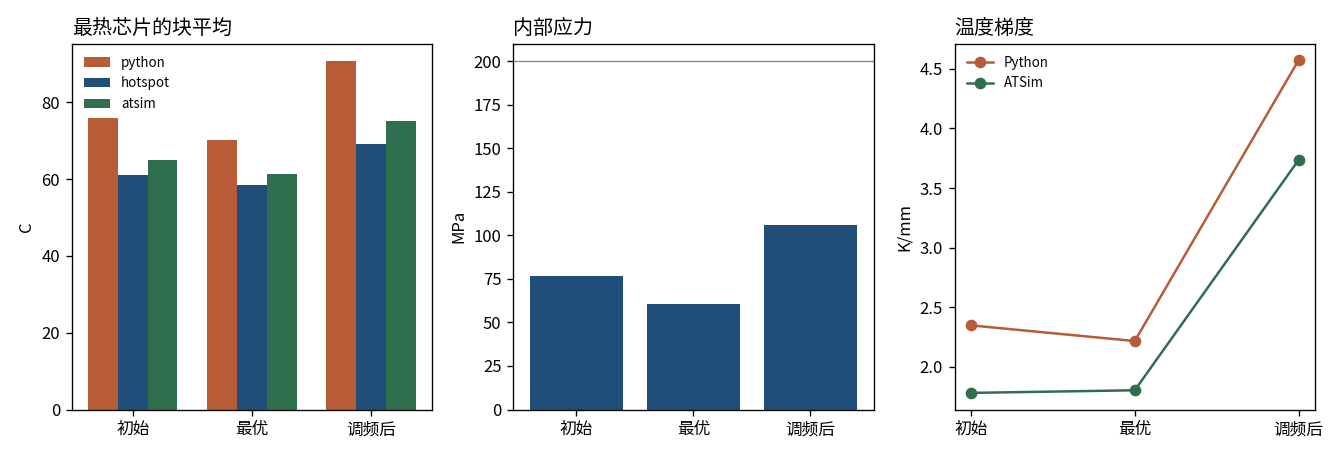 最热芯片的块平均
python
hotspot
atsim
80
60
40
20
0
C
初始
最优
调频后
内部应力
200
175
150
125
100
75
50
25
0
MPa
初始
最优
调频后
温度梯度
Python
ATSim
4.5
4.0
3.5
3.0
2.5
2.0
K/mm
初始
最优
调频后